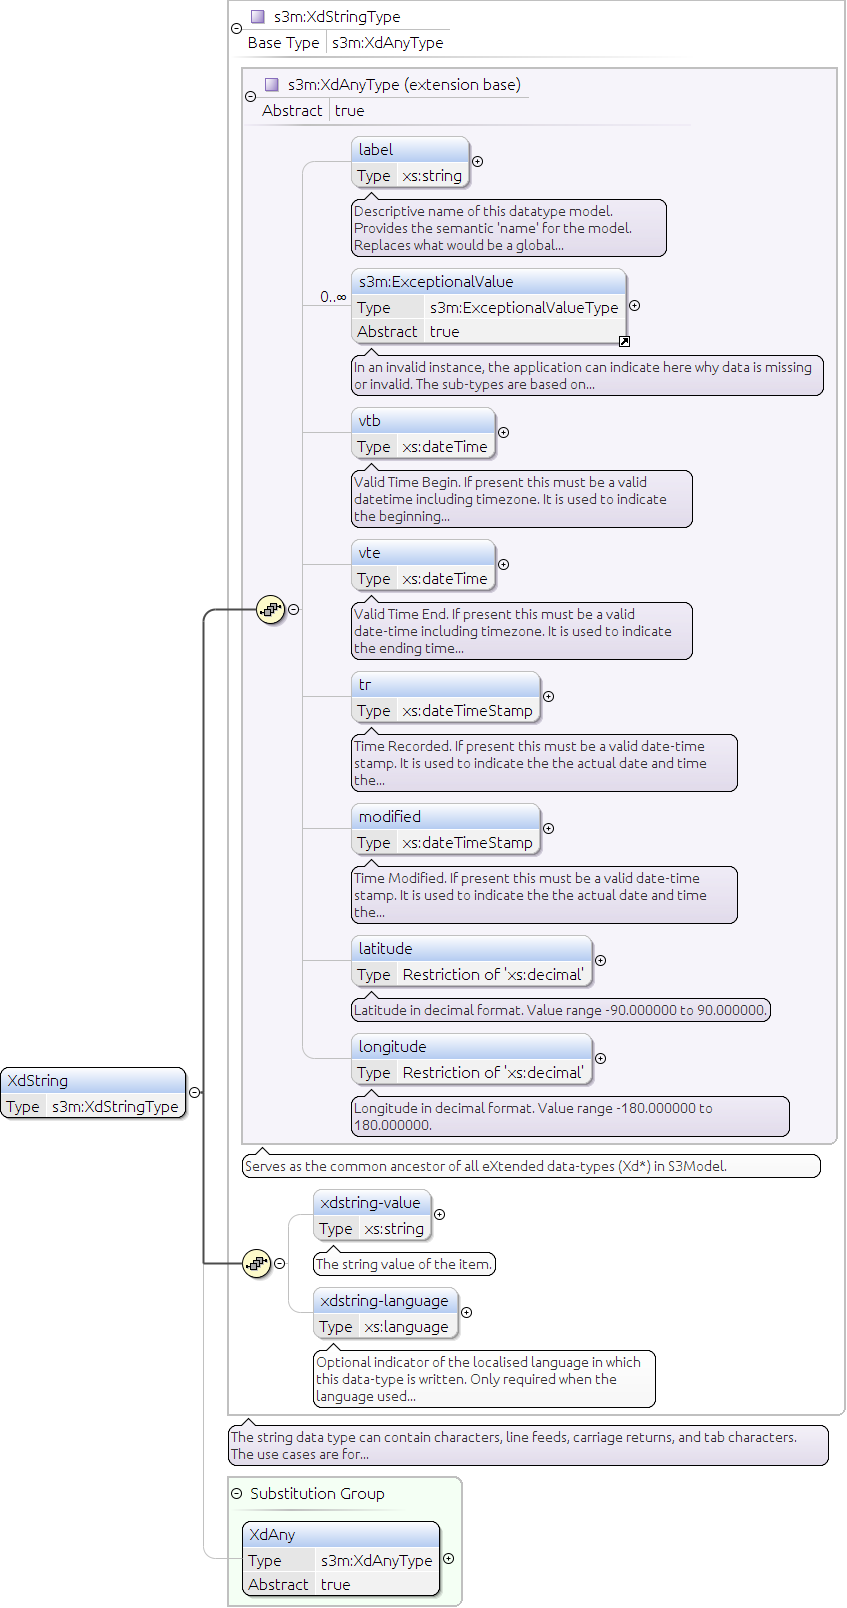 s3m:XdStringType
Base Type s3m:XdAnyType
s3m:XdAnyType (extension base)
Abstract true
label
Type xs:string
Descriptive name of this datatype model.
Provides the semantic 'name' for the model.
Replaces what would be a global...
0..∞
s3m:ExceptionalValue
Type s3m:ExceptionalValueType
Abstract true
In an invalid instance, the application can indicate here why data is missing
or invalid. The sub-types are based on...
vtb
Type xs:dateTime
Valid Time Begin. If present this must be a valid
datetime including timezone. It is used to indicate
the beginning...
vte
Type xs:dateTime
Valid Time End. If present this must be a valid
date-time including timezone. It is used to indicate
the ending time...
tr
Type xs:dateTimeStamp
Time Recorded. If present this must be a valid date-time
stamp. It is used to indicate the the actual date and time
the...
modified
Type xs:dateTimeStamp
Time Modified. If present this must be a valid date-time
stamp. It is used to indicate the the actual date and time
the...
latitude
Type Restriction of 'xs:decimal'
Latitude in decimal format. Value range -90.000000 to 90.000000.
longitude
Type Restriction of 'xs:decimal'
Longitude in decimal format. Value range -180.000000 to
180.000000.
XdString
Type s3m:XdStringType
Serves as the common ancestor of all eXtended data-types (Xd*) in S3Model.
xdstring-value
Type xs:string
The string value of the item.
xdstring-language
Type xs:language
Optional indicator of the localised language in which
this data-type is written. Only required when the
language used...
The string data type can contain characters, line feeds, carriage returns, and tab characters.
The use cases are for...
Substitution Group
XdAny
Type s3m:XdAnyType
Abstract true